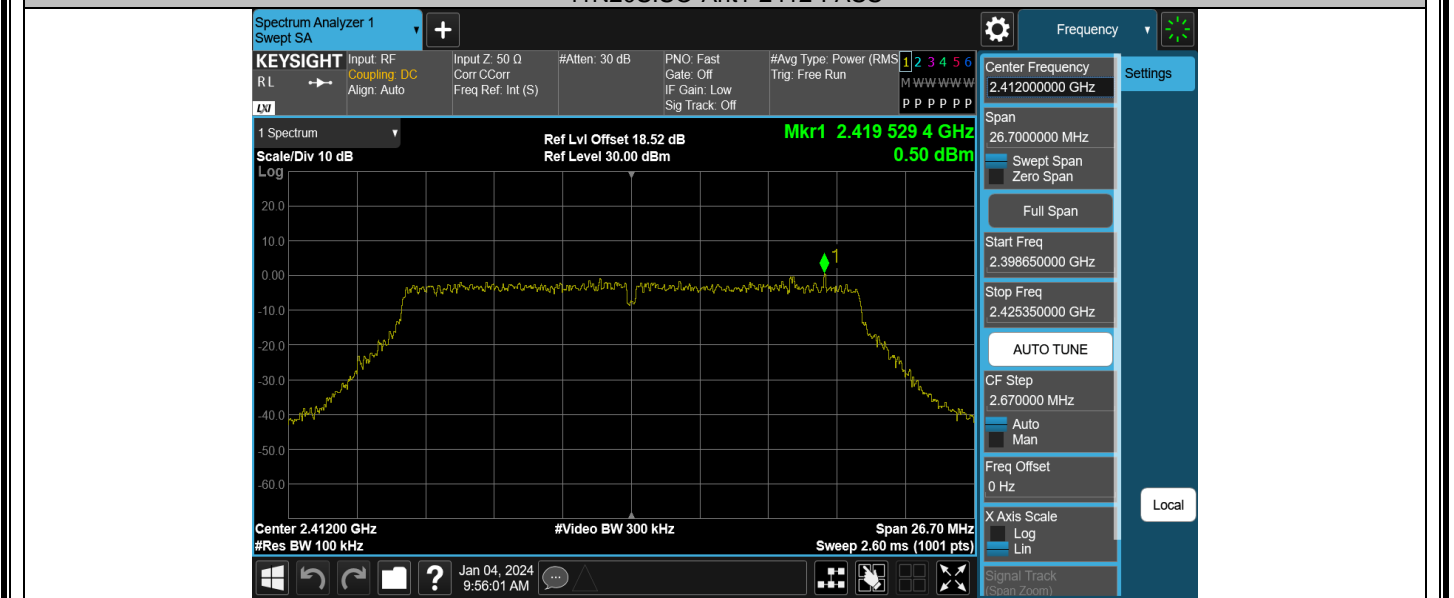 Spectrum Analyzer 1
Swept SA
+
Frequency
KEYSIGHT
RL
LXI
Input: RF
Coupling: DC
Align: Auto
Input Z: 50 Ω
Corr CCorr
Freq Ref: Int (S)
#Atten: 30 dB
PNO: Fast
Gate: Off
IF Gain: Low
Sig Track: Off
#Avg Type: Power (RMS
Trig: Free Run
1 2 3 4 5 6
M W W W W W
P P P P P P
1 Spectrum
Scale/Div 10 dB
Log
Ref Lvl Offset 18.52 dB
Ref Level 30.00 dBm
Mkr1 2.419 529 4 GHz
0.50 dBm
20.0
10.0
0.00
-10.0
-20.0
-30.0
-40.0
-50.0
-60.0
1
Center 2.41200 GHz
#Res BW 100 kHz
#Video BW 300 kHz
Span 26.70 MHz
Sweep 2.60 ms (1001 pts)
Center Frequency
2.412000000 GHz
Settings
Span
26.7000000 MHz
Swept Span
Zero Span
Full Span
Start Freq
2.398650000 GHz
Stop Freq
2.425350000 GHz
AUTO TUNE
CF Step
2.670000 MHz
Auto
Man
Freq Offset
0 Hz
X Axis Scale
Log
Lin
Signal Track
(Span Zoom)
Local
?
Jan 04, 2024
9:56:01 AM